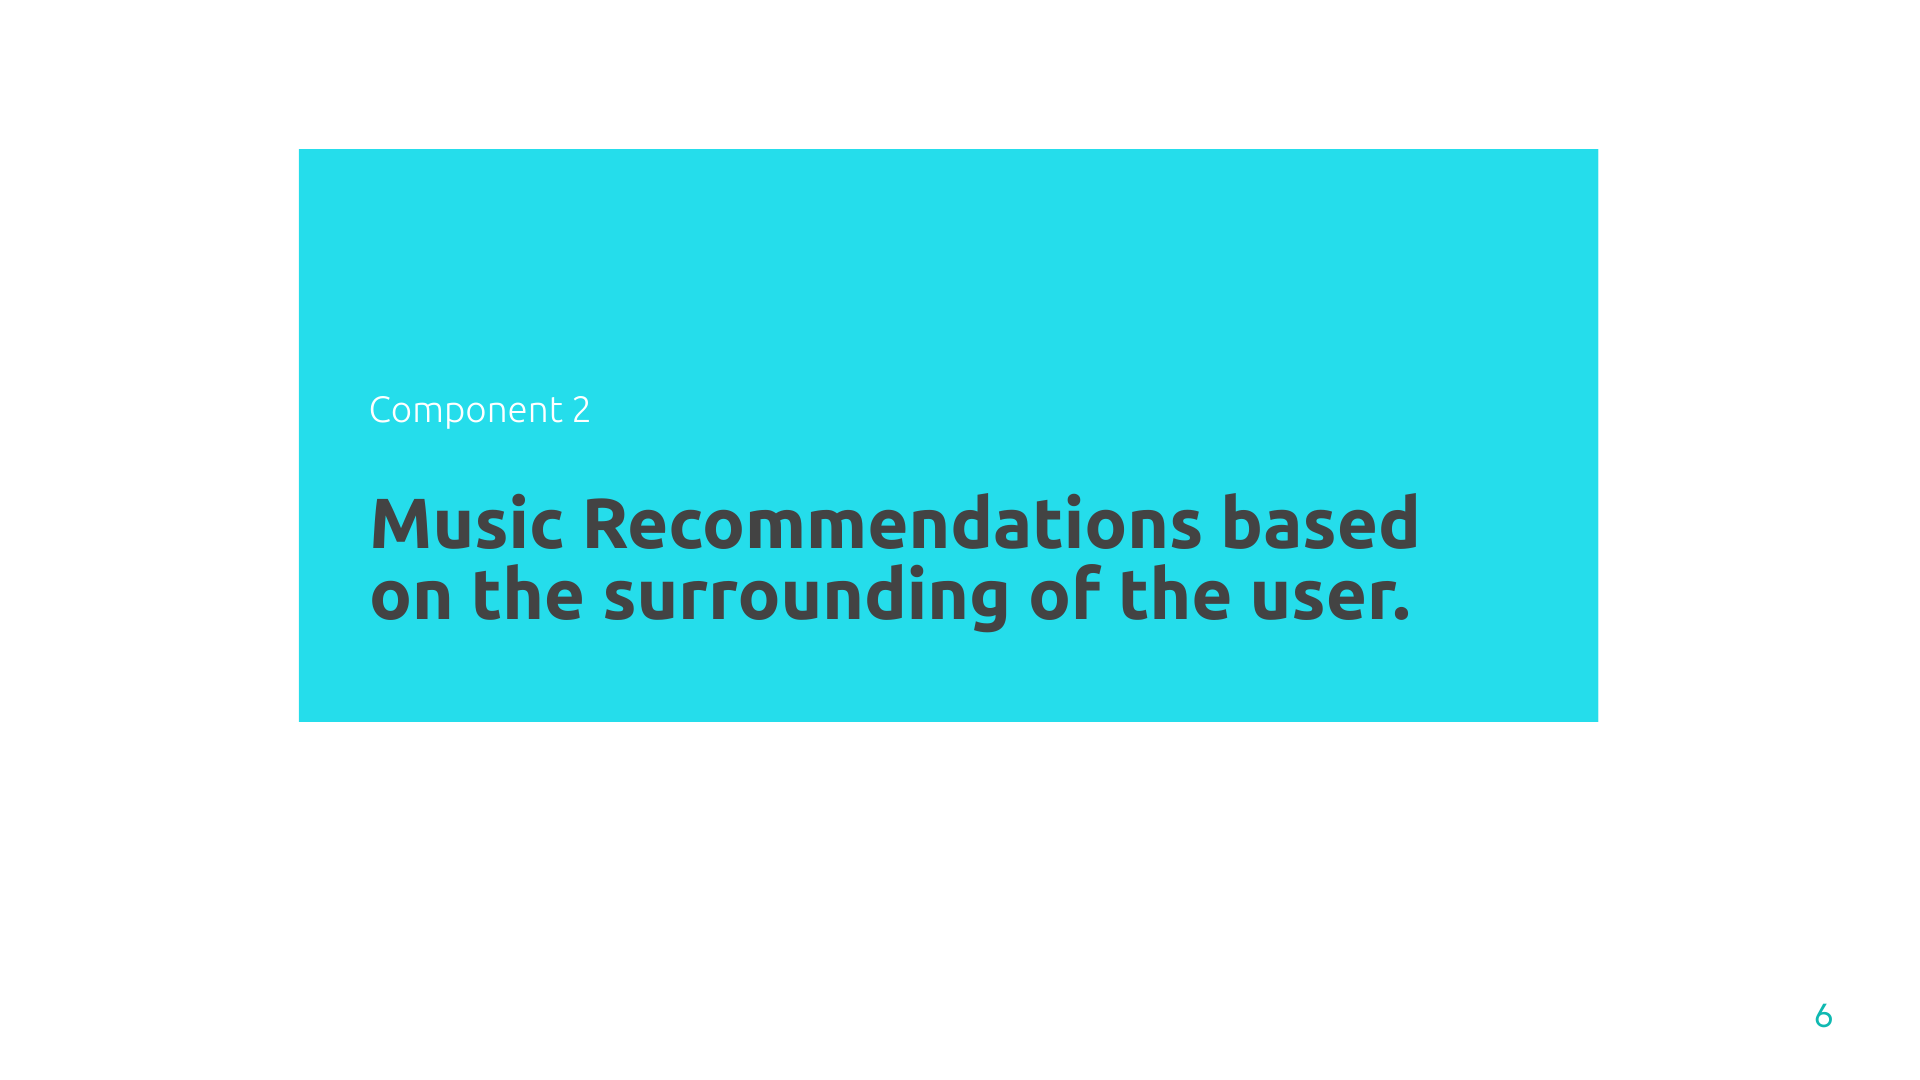 Component 2
Music Recommendations based
on the surrounding of the user.
6